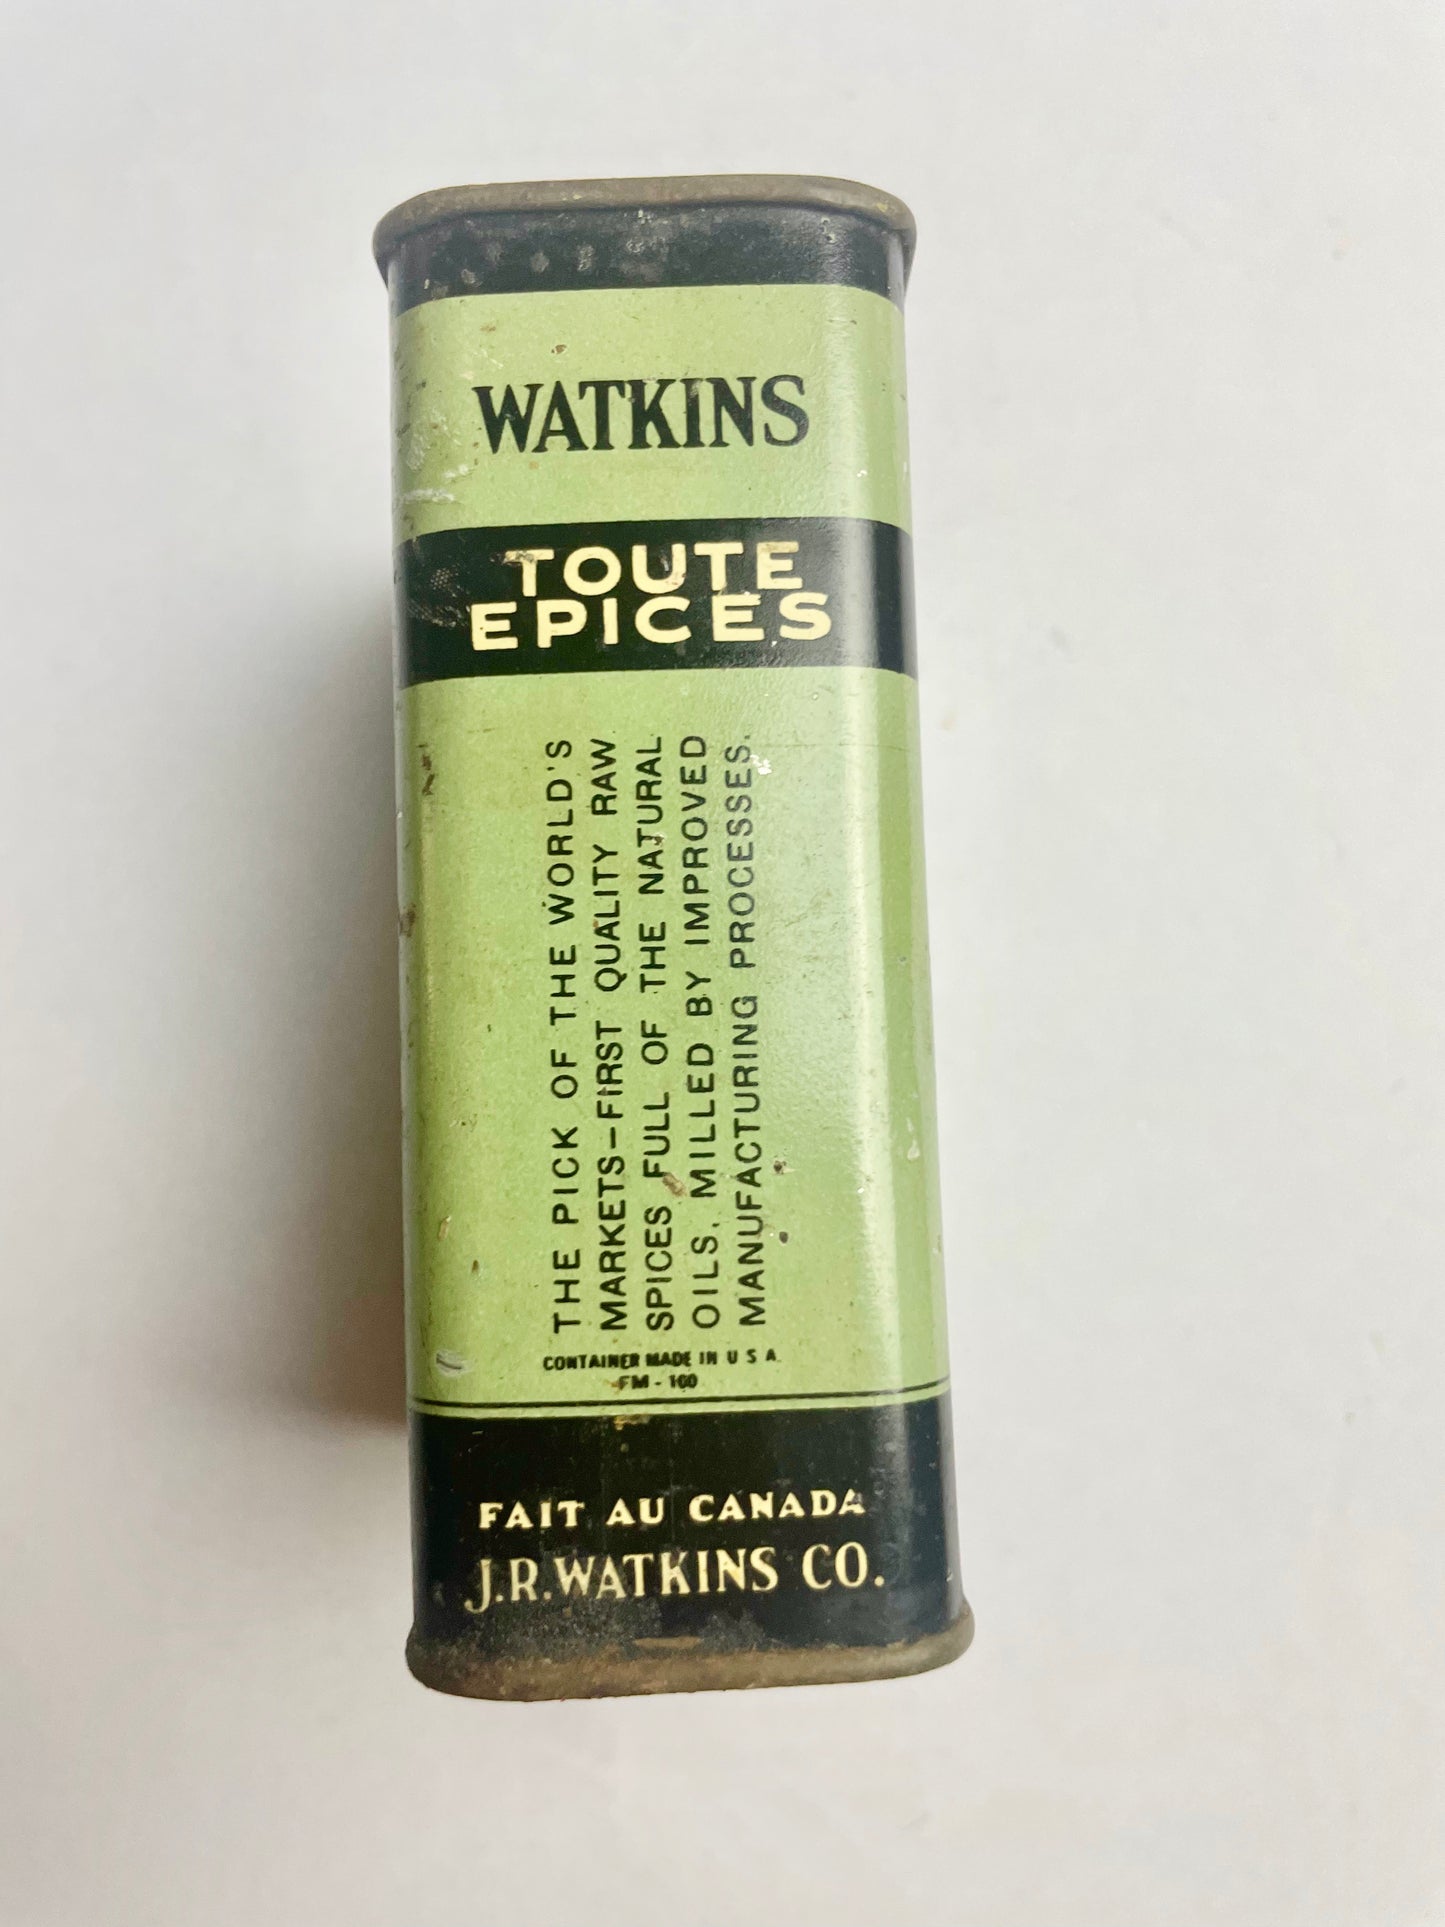 WATKINS
TOUTE
EPICES
THE PICK OF THE WORLD'S
MARKETS–FIRST QUALITY RAW
SPICES FULL OF THE NATURAL
OILS. MILLED BY IMPROVED
MANUFACTURING PROCESSES.
CONTAINER MADE IN U S A
FM - 100
FAIT AU CANADA
J.R.WATKINS CO.